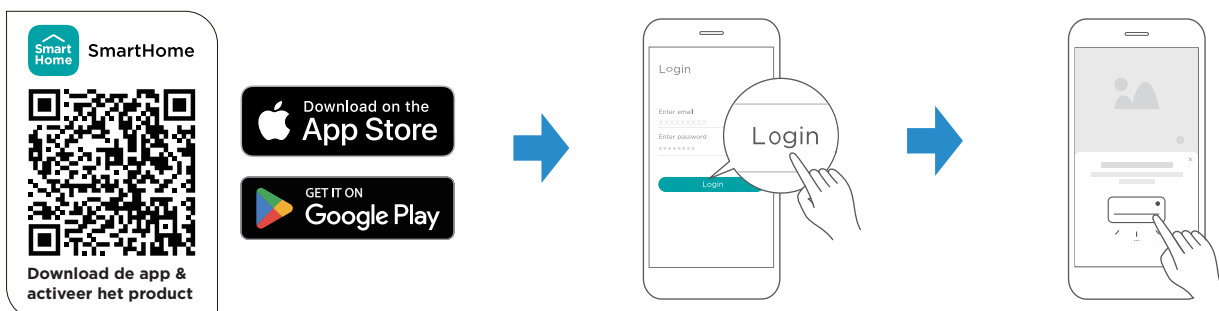 Smart
Home
SmartHome
Download de app &
activeer het product
Download on the
App Store
GET IT ON
Google Play
Login
Enter email
XXXXXXXXX
Enter password
********
Login
Login